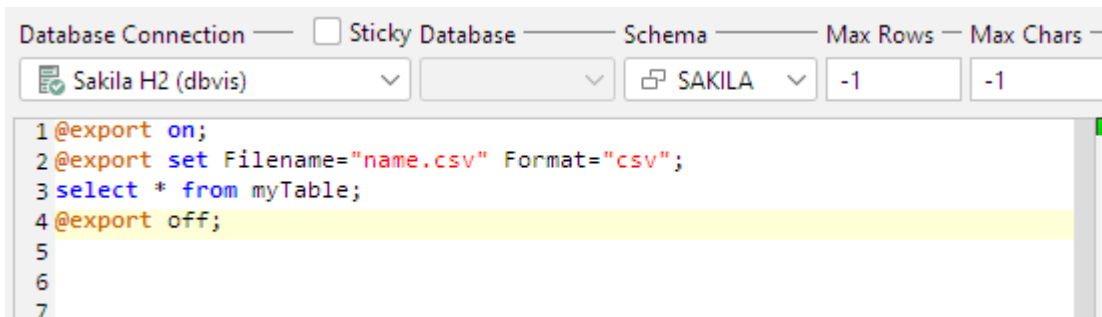 Database Connection Sticky Database Schema Max Rows Max Chars
Sakila H2 (dbvis) SAKILA -1 -1
1 @export on;
2 @export set Filename="name.csv" Format="csv";
3 select * from myTable;
4 @export off;
5
6
7